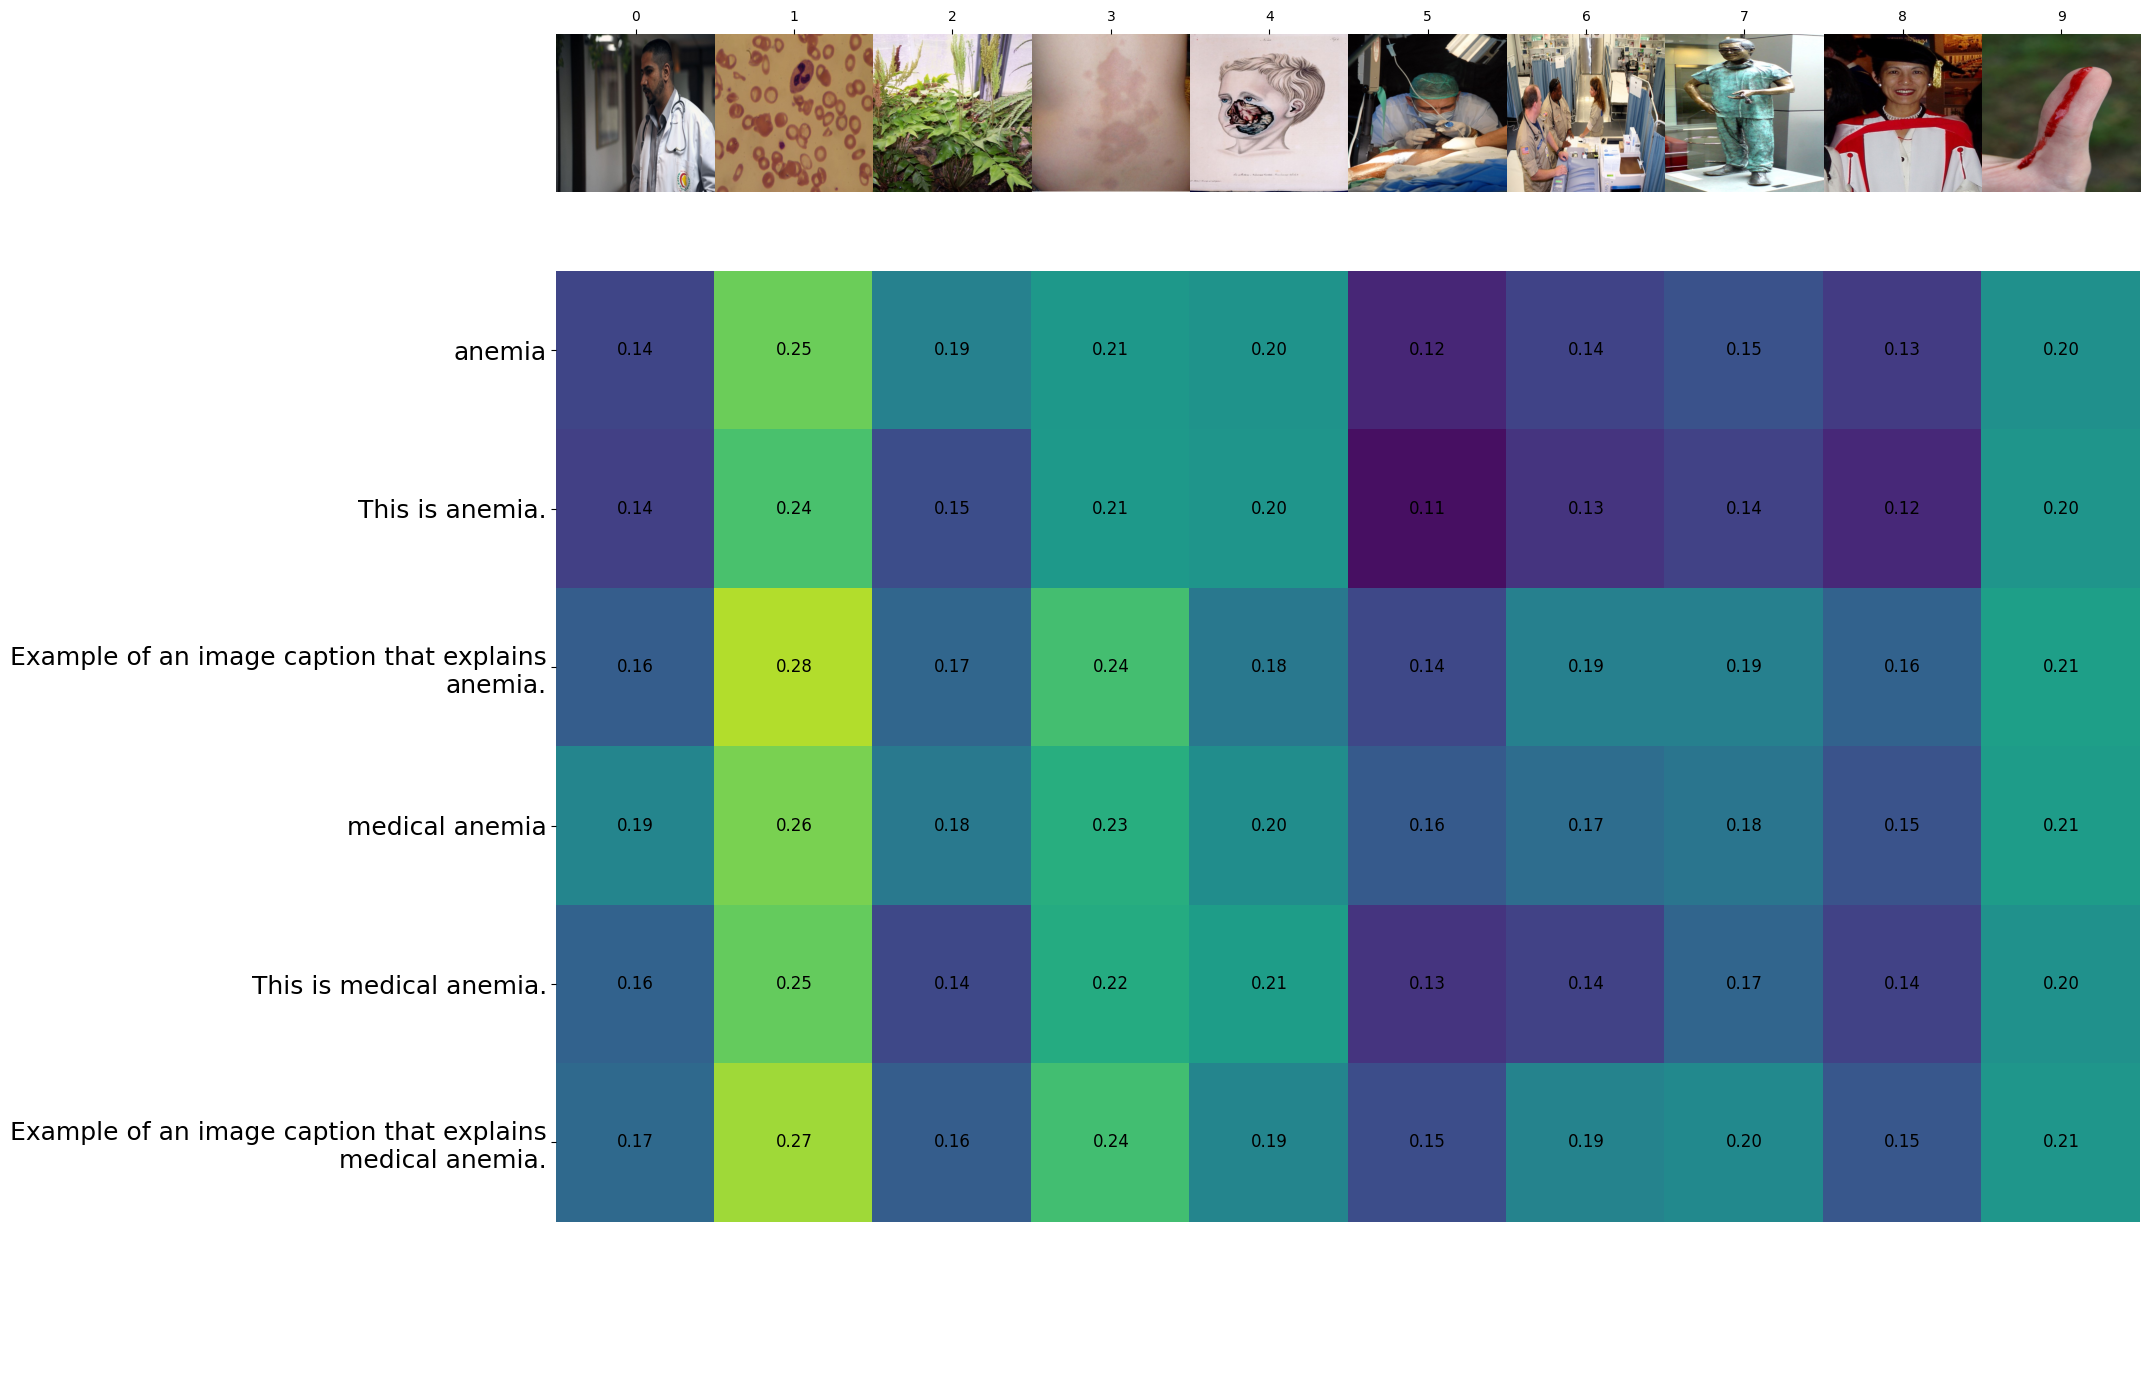 0 1 2 3 4 5 6 7 8 9
anemia 0.14 0.25 0.19 0.21 0.20 0.12 0.14 0.15 0.13 0.20
This is anemia. 0.14 0.24 0.15 0.21 0.20 0.11 0.13 0.14 0.12 0.20
Example of an image caption that explains
anemia. 0.16 0.28 0.17 0.24 0.18 0.14 0.19 0.19 0.16 0.21
medical anemia 0.19 0.26 0.18 0.23 0.20 0.16 0.17 0.18 0.15 0.21
This is medical anemia. 0.16 0.25 0.14 0.22 0.21 0.13 0.14 0.17 0.14 0.20
Example of an image caption that explains
medical anemia. 0.17 0.27 0.16 0.24 0.19 0.15 0.19 0.20 0.15 0.21